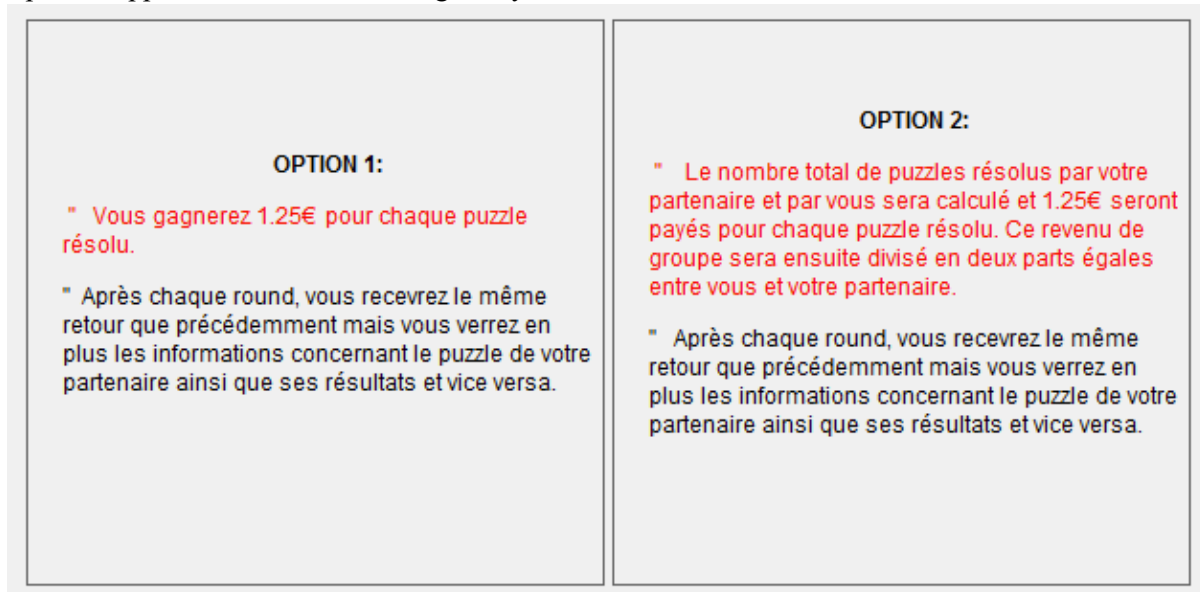 OPTION 1:
" Vous gagnerez 1.25€ pour chaque puzzle
résolu.
" Après chaque round, vous recevrez le même
retour que précédemment mais vous verrez en
plus les informations concernant le puzzle de votre
partenaire ainsi que ses résultats et vice versa.
OPTION 2:
" Le nombre total de puzzles résolus par votre
partenaire et par vous sera calculé et 1.25€ seront
payés pour chaque puzzle résolu. Ce revenu de
groupe sera ensuite divisé en deux parts égales
entre vous et votre partenaire.
" Après chaque round, vous recevrez le même
retour que précédemment mais vous verrez en
plus les informations concernant le puzzle de votre
partenaire ainsi que ses résultats et vice versa.